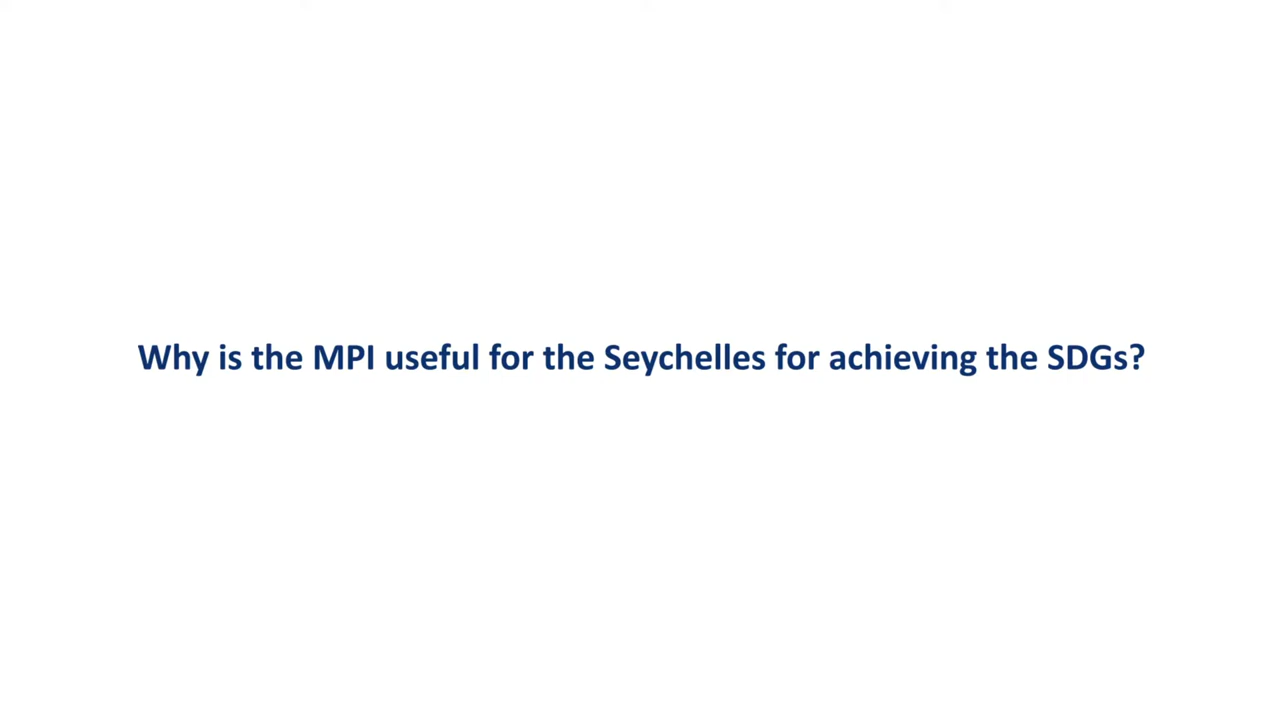 Why is the MPI useful for the Seychelles for achieving the SDGs?